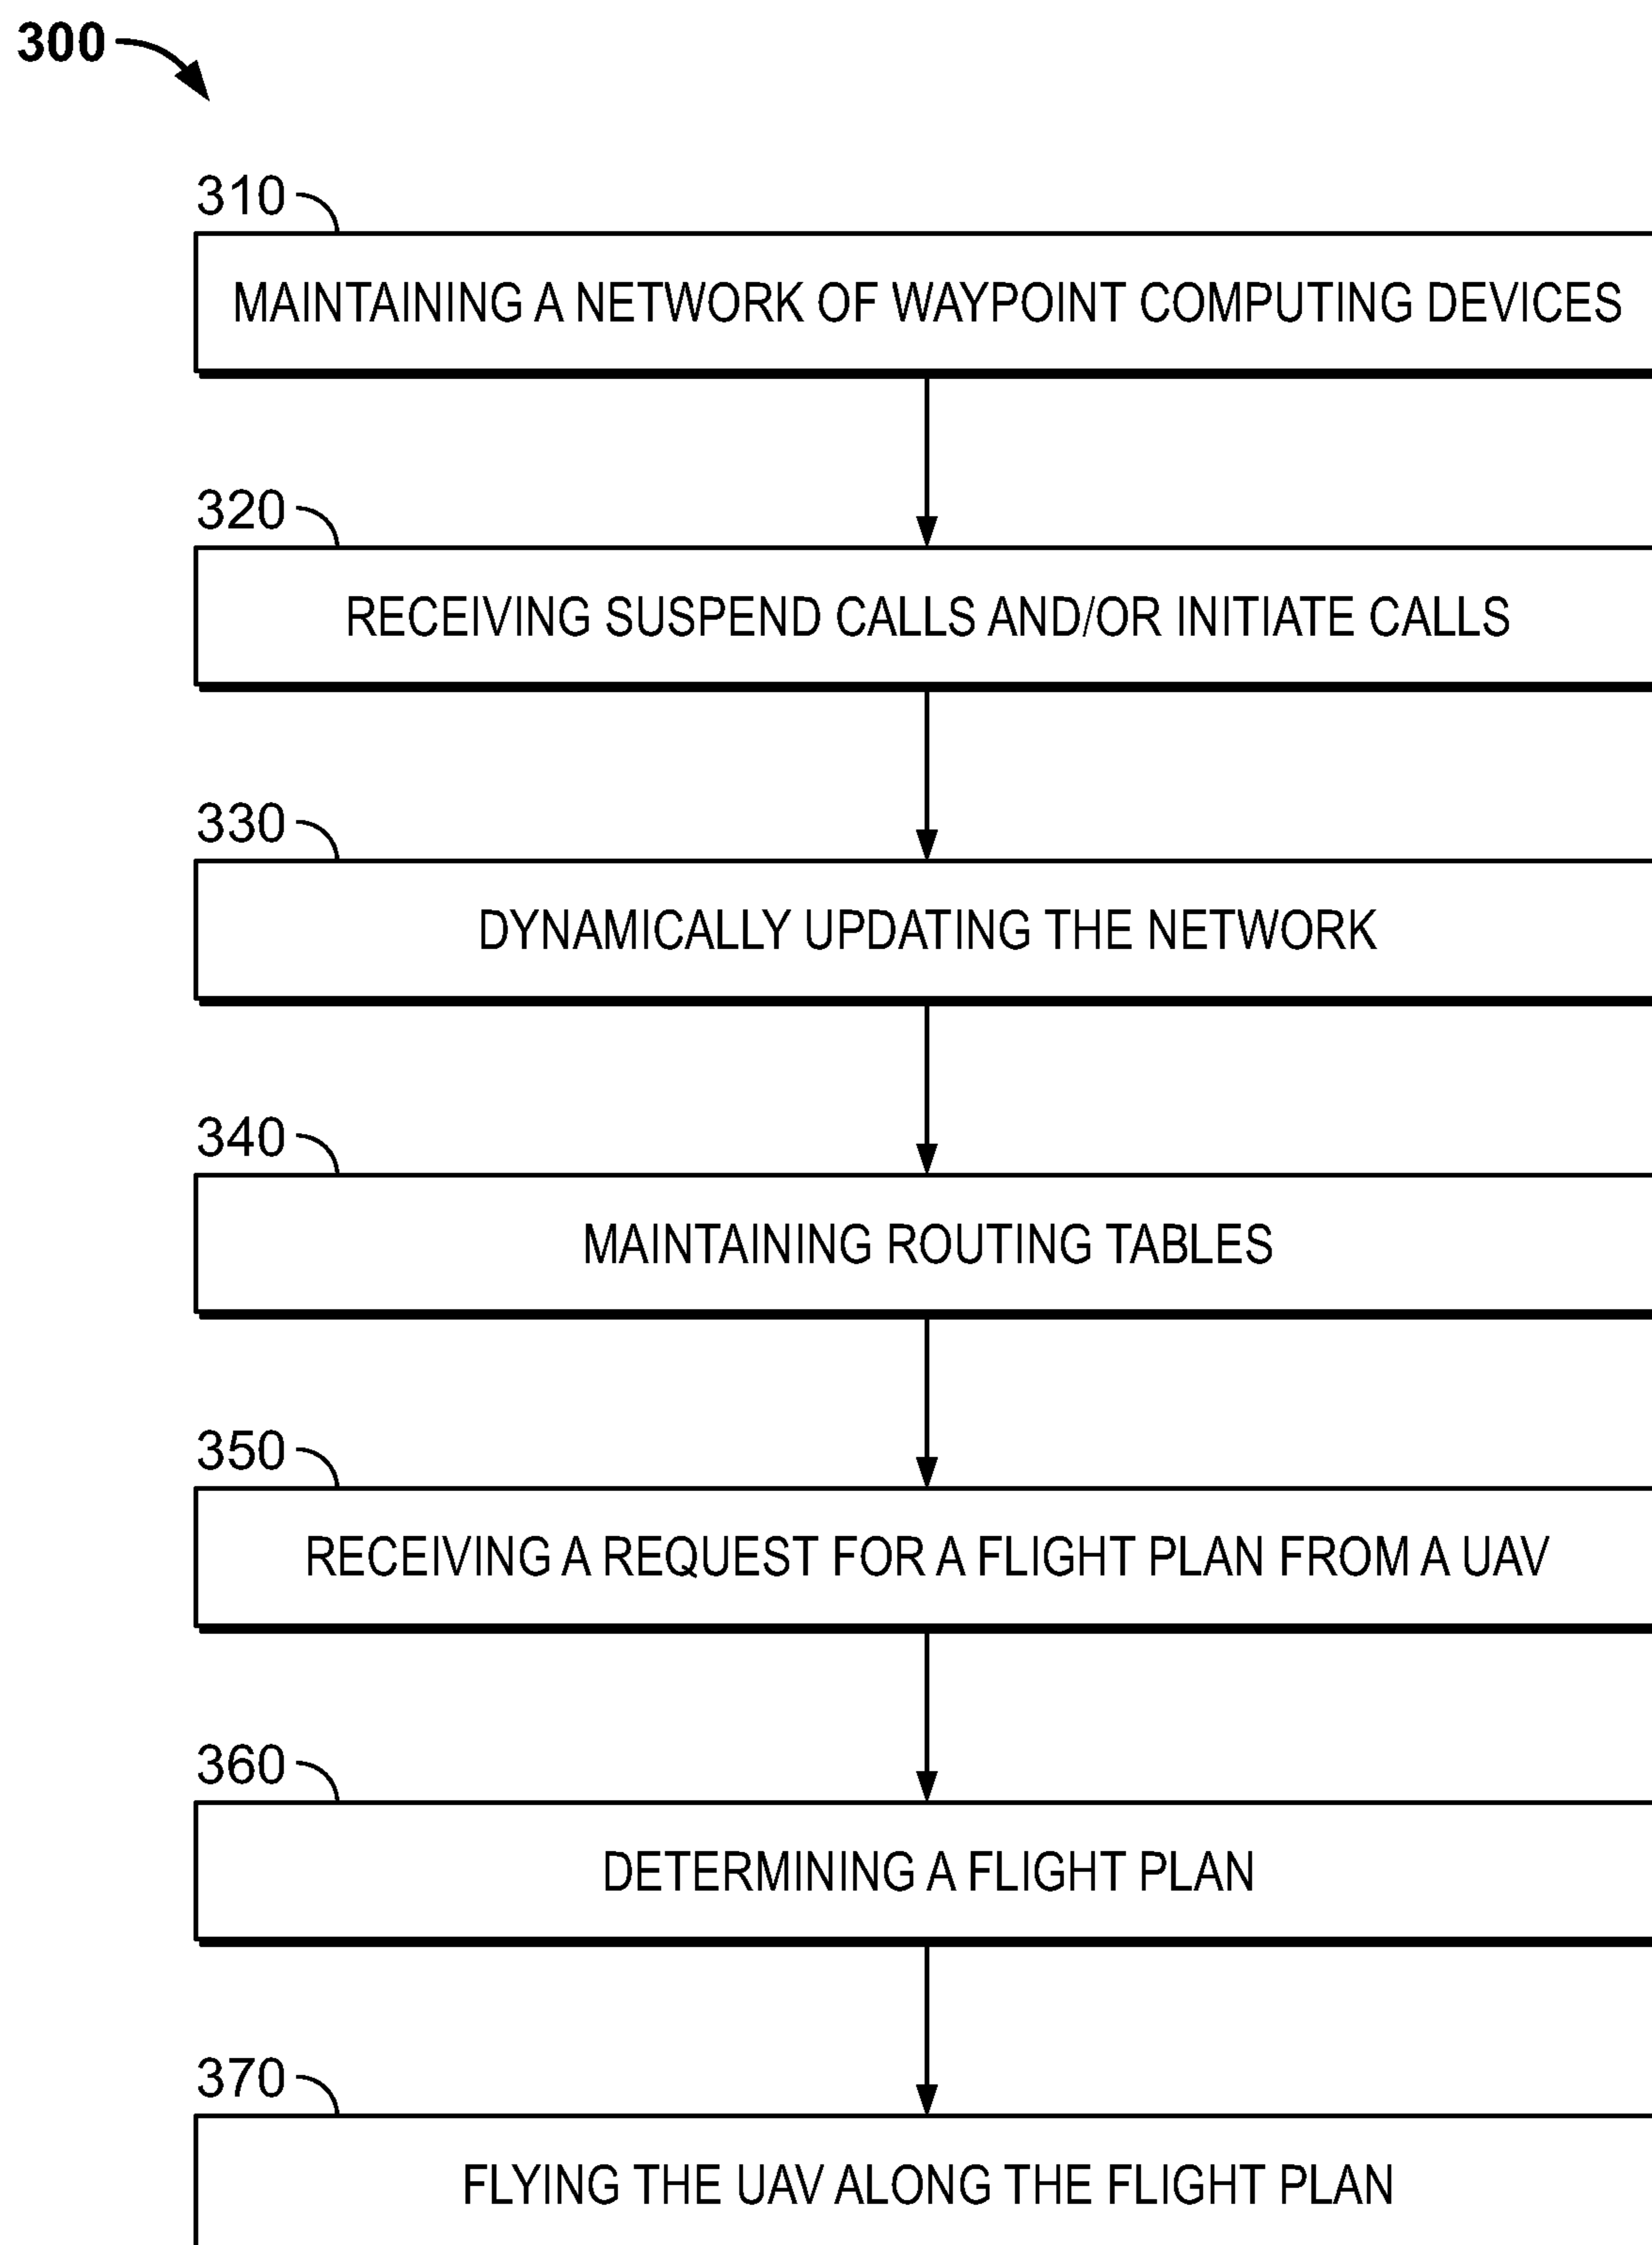 300
310
MAINTAINING A NETWORK OF WAYPOINT COMPUTING DEVICES
320
RECEIVING SUSPEND CALLS AND/OR INITIATE CALLS
330
DYNAMICALLY UPDATING THE NETWORK
340
MAINTAINING ROUTING TABLES
350
RECEIVING A REQUEST FOR A FLIGHT PLAN FROM A UAV
360
DETERMINING A FLIGHT PLAN
370
FLYING THE UAV ALONG THE FLIGHT PLAN